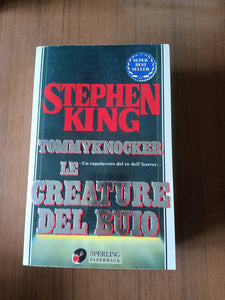 SUPER
BEST
SELLER
STEPHEN
KING
TOMMYKNOCKER
«Un capolavoro del re dell'horror.»
LE
CREATURE
DEL BUIO
SPERLING
PAPERBACK